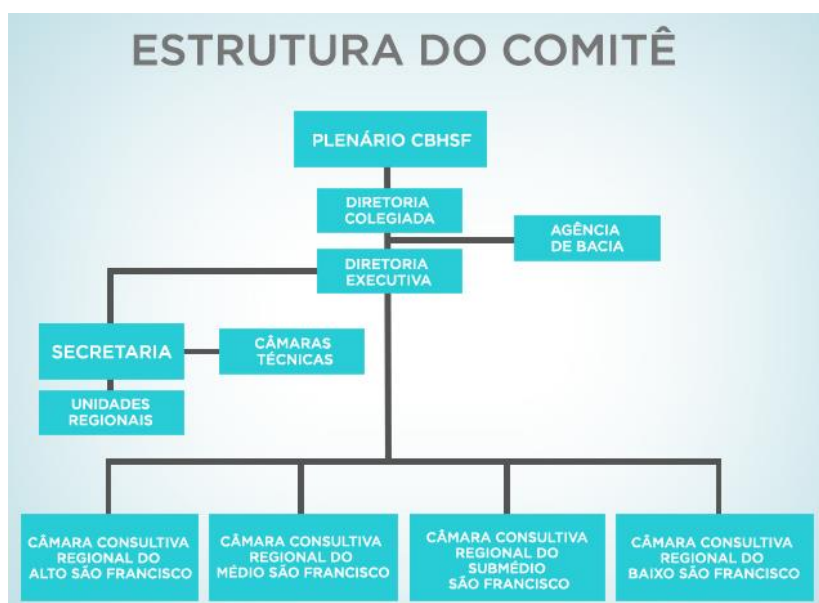 ESTRUTURA DO COMITÊ
PLENÁRIO CBHSF
DIRETORIA
COLEGIADA
AGÊNCIA
DE BACIA
DIRETORIA
EXECUTIVA
SECRETARIA
CÂMARAS
TÉCNICAS
UNIDADES
REGIONAIS
CÂMARA CONSULTIVA
REGIONAL DO
ALTO SÃO FRANCISCO
CÂMARA CONSULTIVA
REGIONAL DO
MÉDIO SÃO FRANCISCO
CÂMARA CONSULTIVA
REGIONAL DO
SUBMÉDIO
SÃO FRANCISCO
CÂMARA CONSULTIVA
REGIONAL DO
BAIXO SÃO FRANCISCO